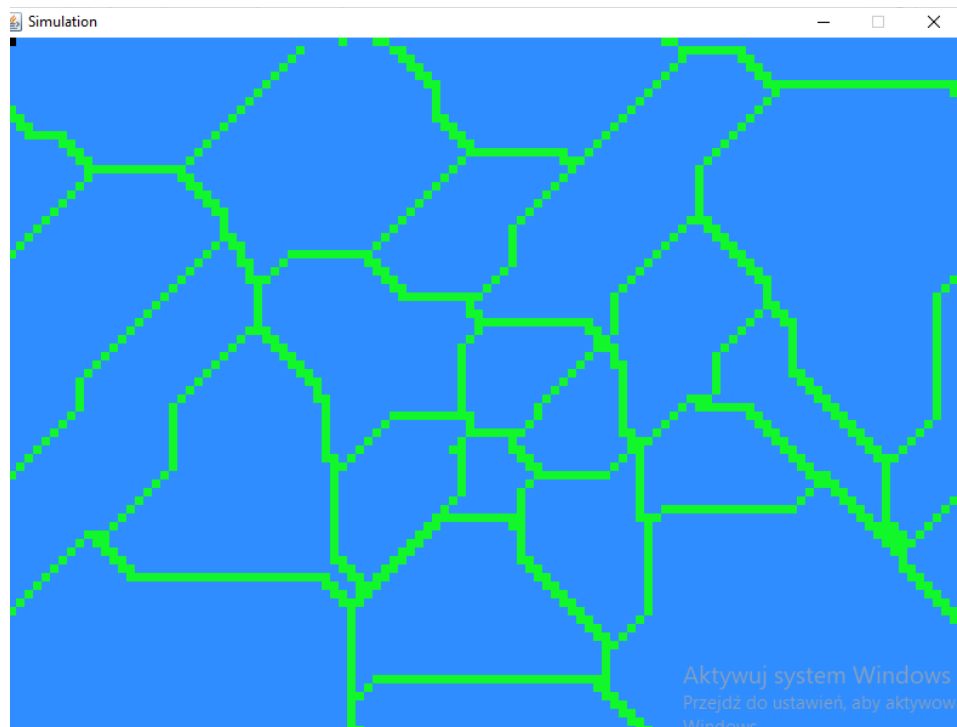 Simulation
Aktywuj system Windows
Przejdź do ustawień, aby aktywow
Windows